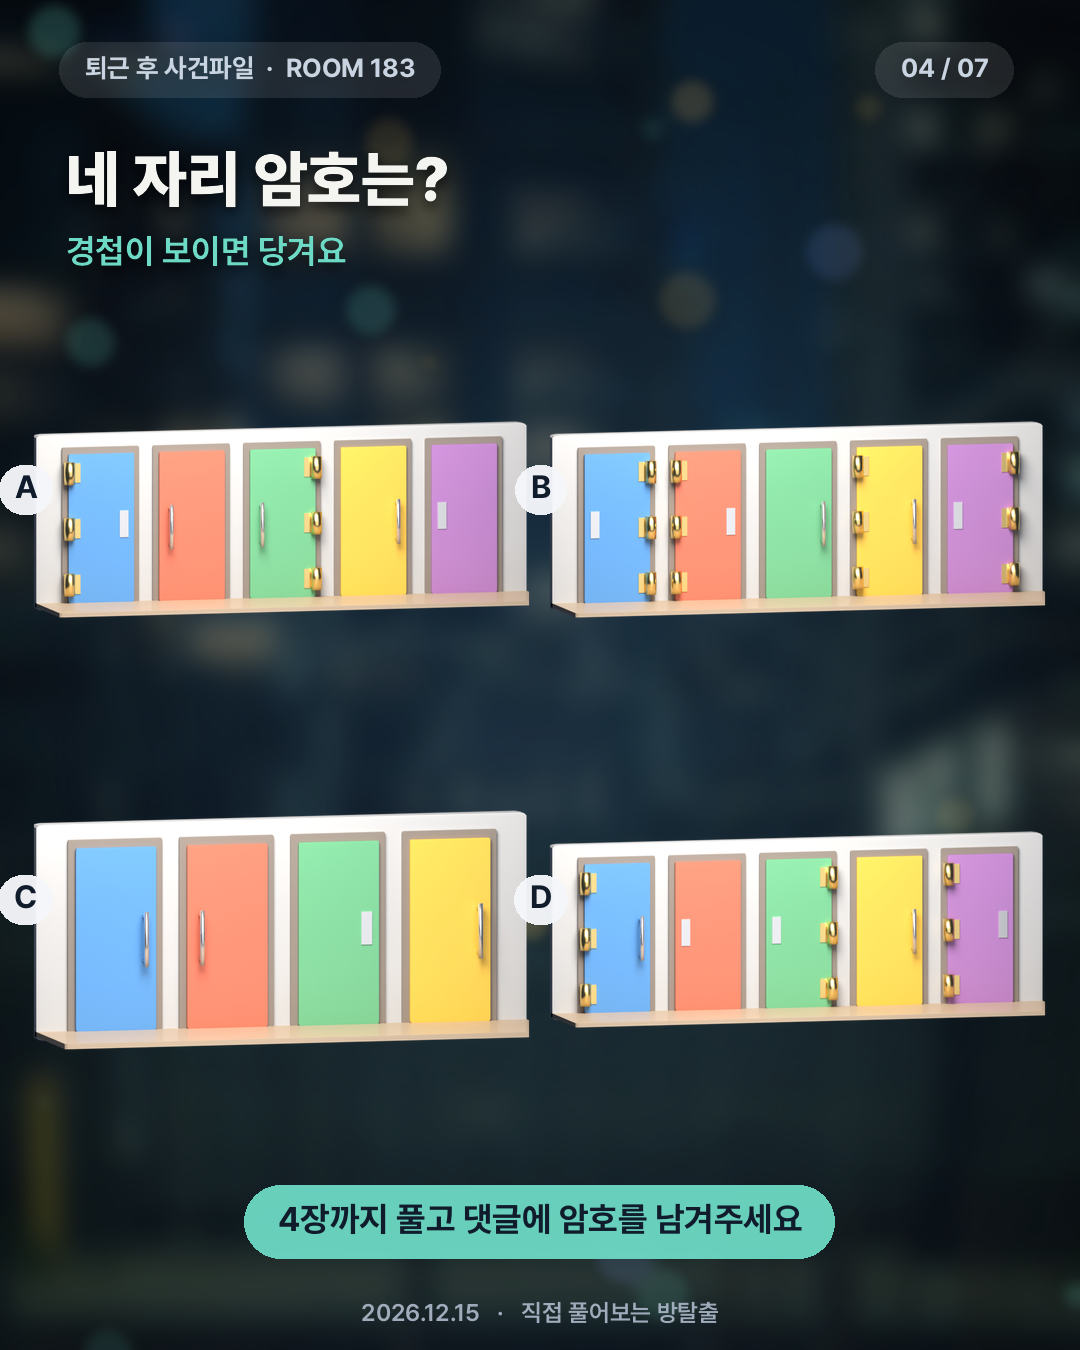 퇴근 후 사건파일 · ROOM 183
04 / 07
네 자리 암호는?
경첩이 보이면 당겨요
A
B
C
D
4장까지 풀고 댓글에 암호를 남겨주세요
2026.12.15 · 직접 풀어보는 방탈출